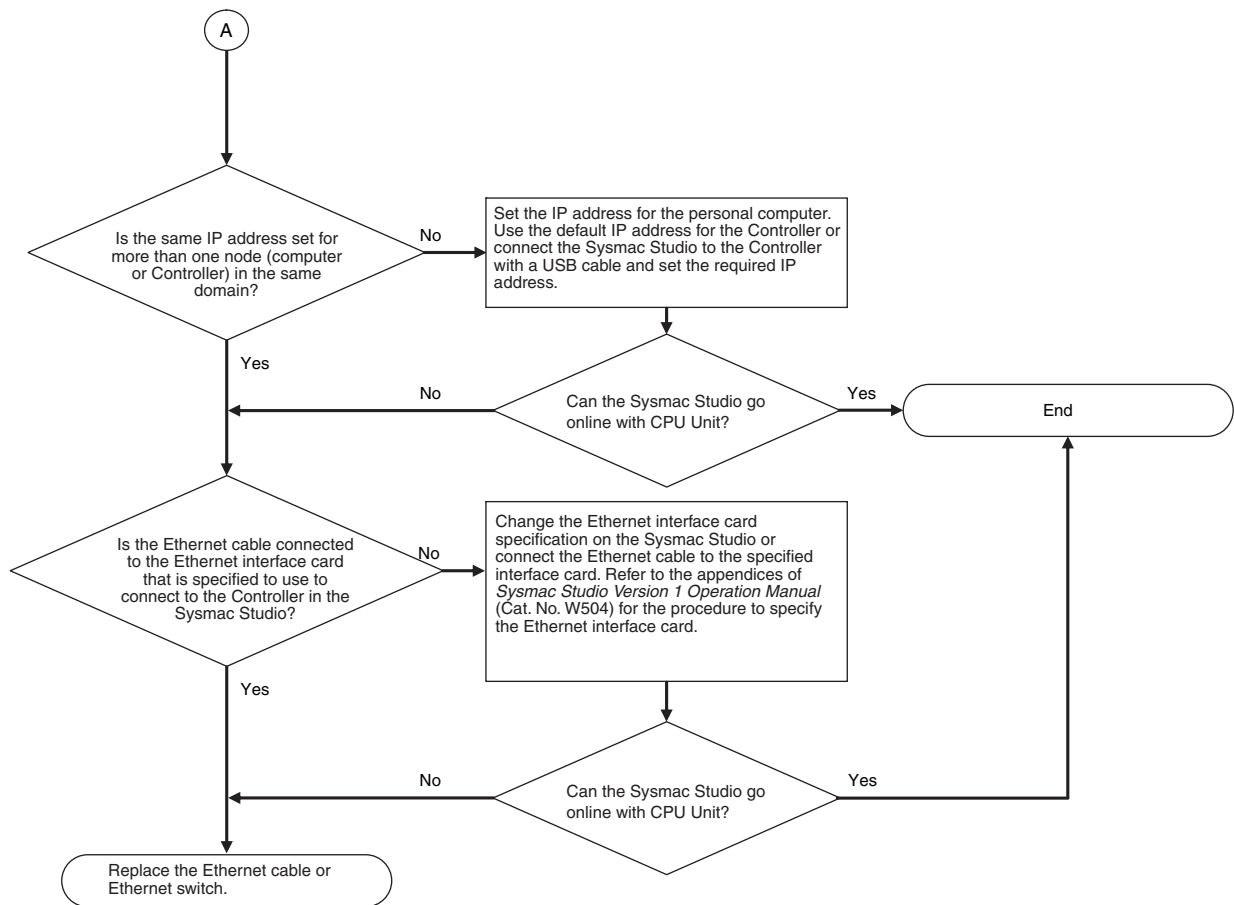 A
Is the same IP address set for
more than one node (computer
or Controller) in the same
domain?
No
Set the IP address for the personal computer.
Use the default IP address for the Controller or
connect the Sysmac Studio to the Controller
with a USB cable and set the required IP
address.
Yes
No
Can the Sysmac Studio go
online with CPU Unit?
Yes
End
Is the Ethernet cable connected
to the Ethernet interface card
that is specified to use to
connect to the Controller in the
Sysmac Studio?
No
Change the Ethernet interface card
specification on the Sysmac Studio or
connect the Ethernet cable to the specified
interface card. Refer to the appendices of
Sysmac Studio Version 1 Operation Manual
(Cat. No. W504) for the procedure to specify
the Ethernet interface card.
Yes
No
Can the Sysmac Studio go
online with CPU Unit?
Yes
Replace the Ethernet cable or
Ethernet switch.